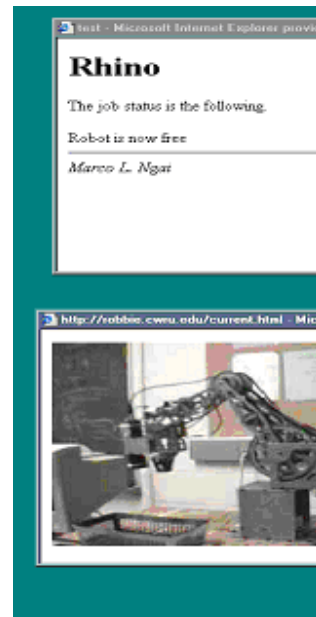 test - Microsoft Internet Explorer provi
Rhino
The job status is the following.
Robot is now free
Marco L. Ngai
http://robbie.cwru.edu/current.html - Mic